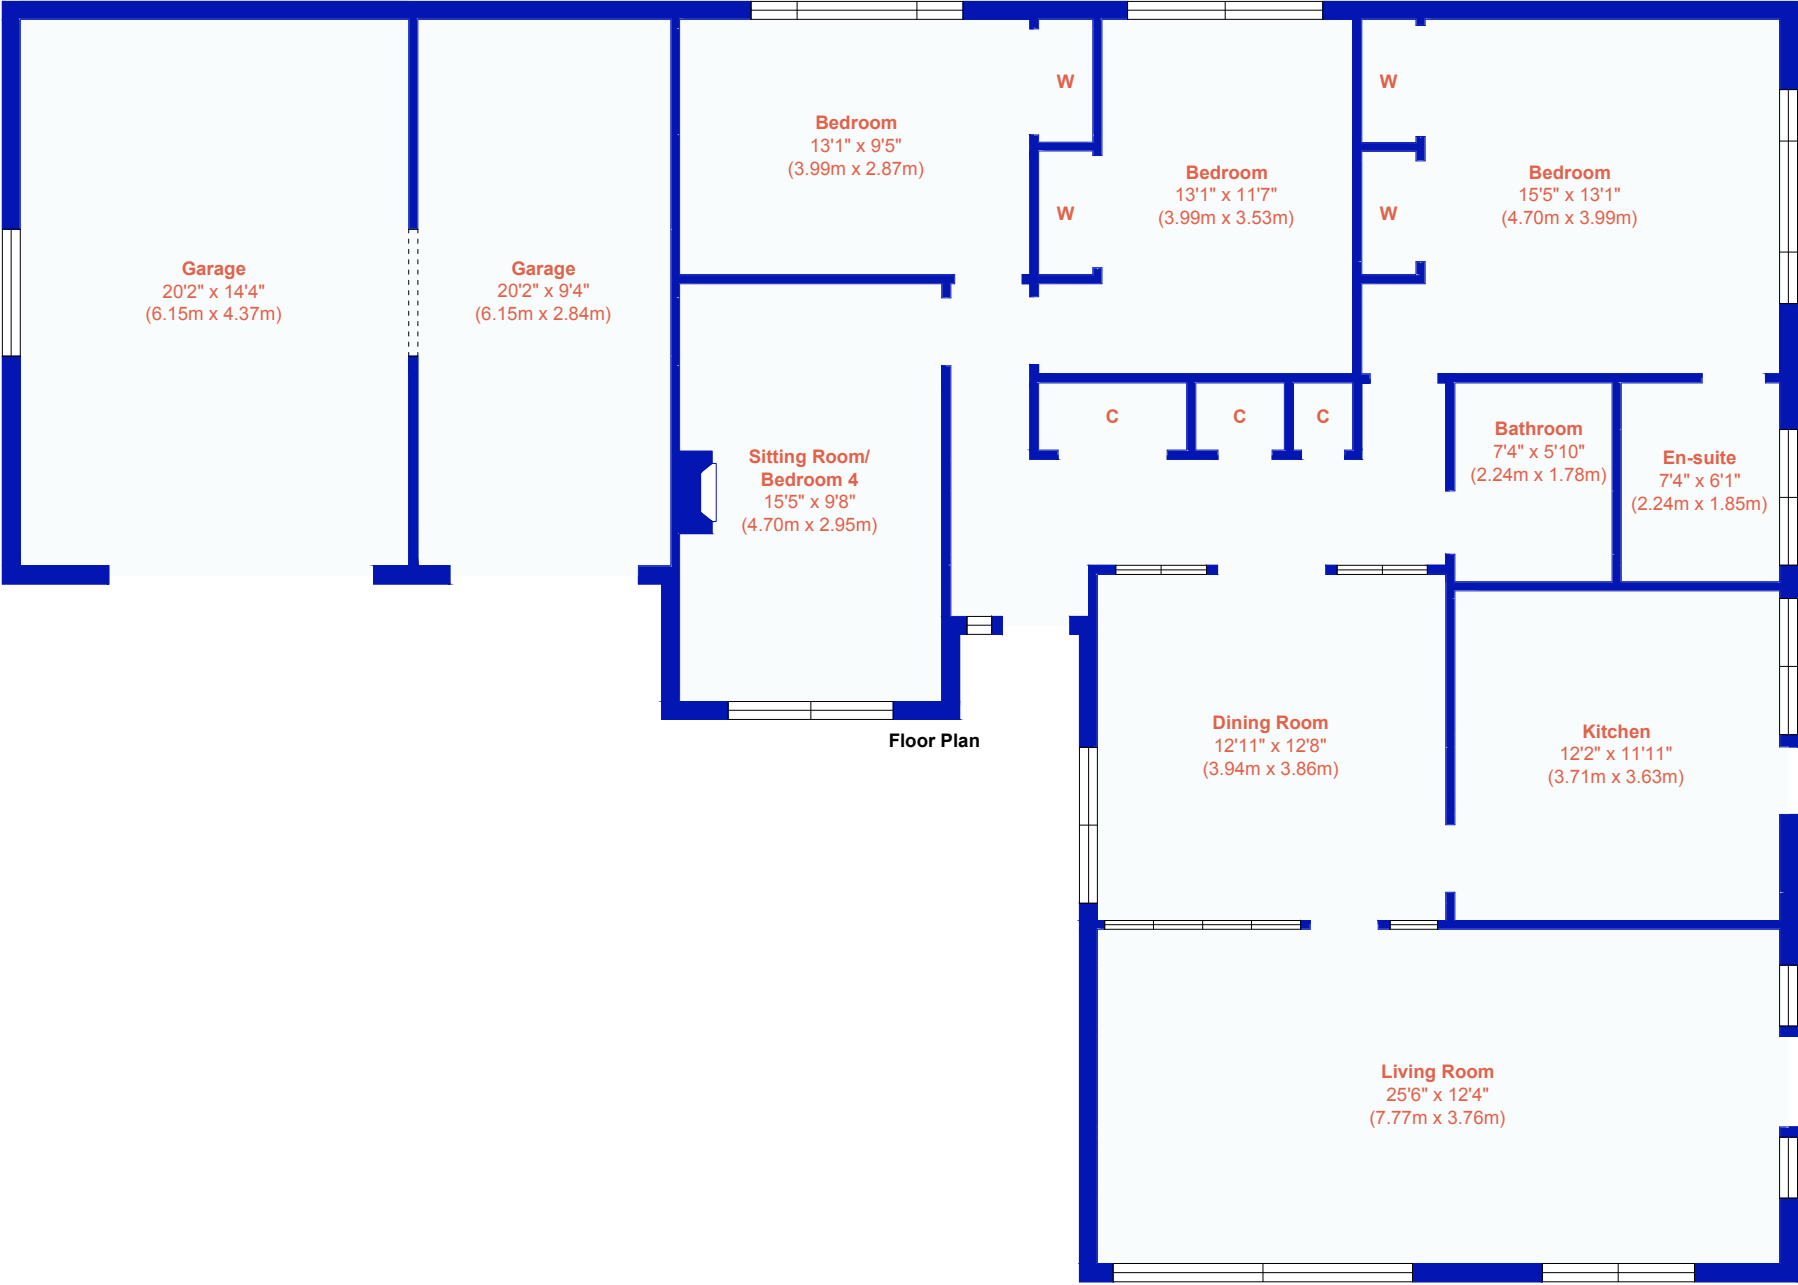 Garage
20'2" x 14'4"
(6.15m x 4.37m)
Garage
20'2" x 9'4"
(6.15m x 2.84m)
Bedroom
13'1" x 9'5"
(3.99m x 2.87m)
W
W
Bedroom
13'1" x 11'7"
(3.99m x 3.53m)
W
W
Bedroom
15'5" x 13'1"
(4.70m x 3.99m)
Sitting Room/
Bedroom 4
15'5" x 9'8"
(4.70m x 2.95m)
C
C
C
Bathroom
7'4" x 5'10"
(2.24m x 1.78m)
En-suite
7'4" x 6'1"
(2.24m x 1.85m)
Floor Plan
Dining Room
12'11" x 12'8"
(3.94m x 3.86m)
Kitchen
12'2" x 11'11"
(3.71m x 3.63m)
Living Room
25'6" x 12'4"
(7.77m x 3.76m)